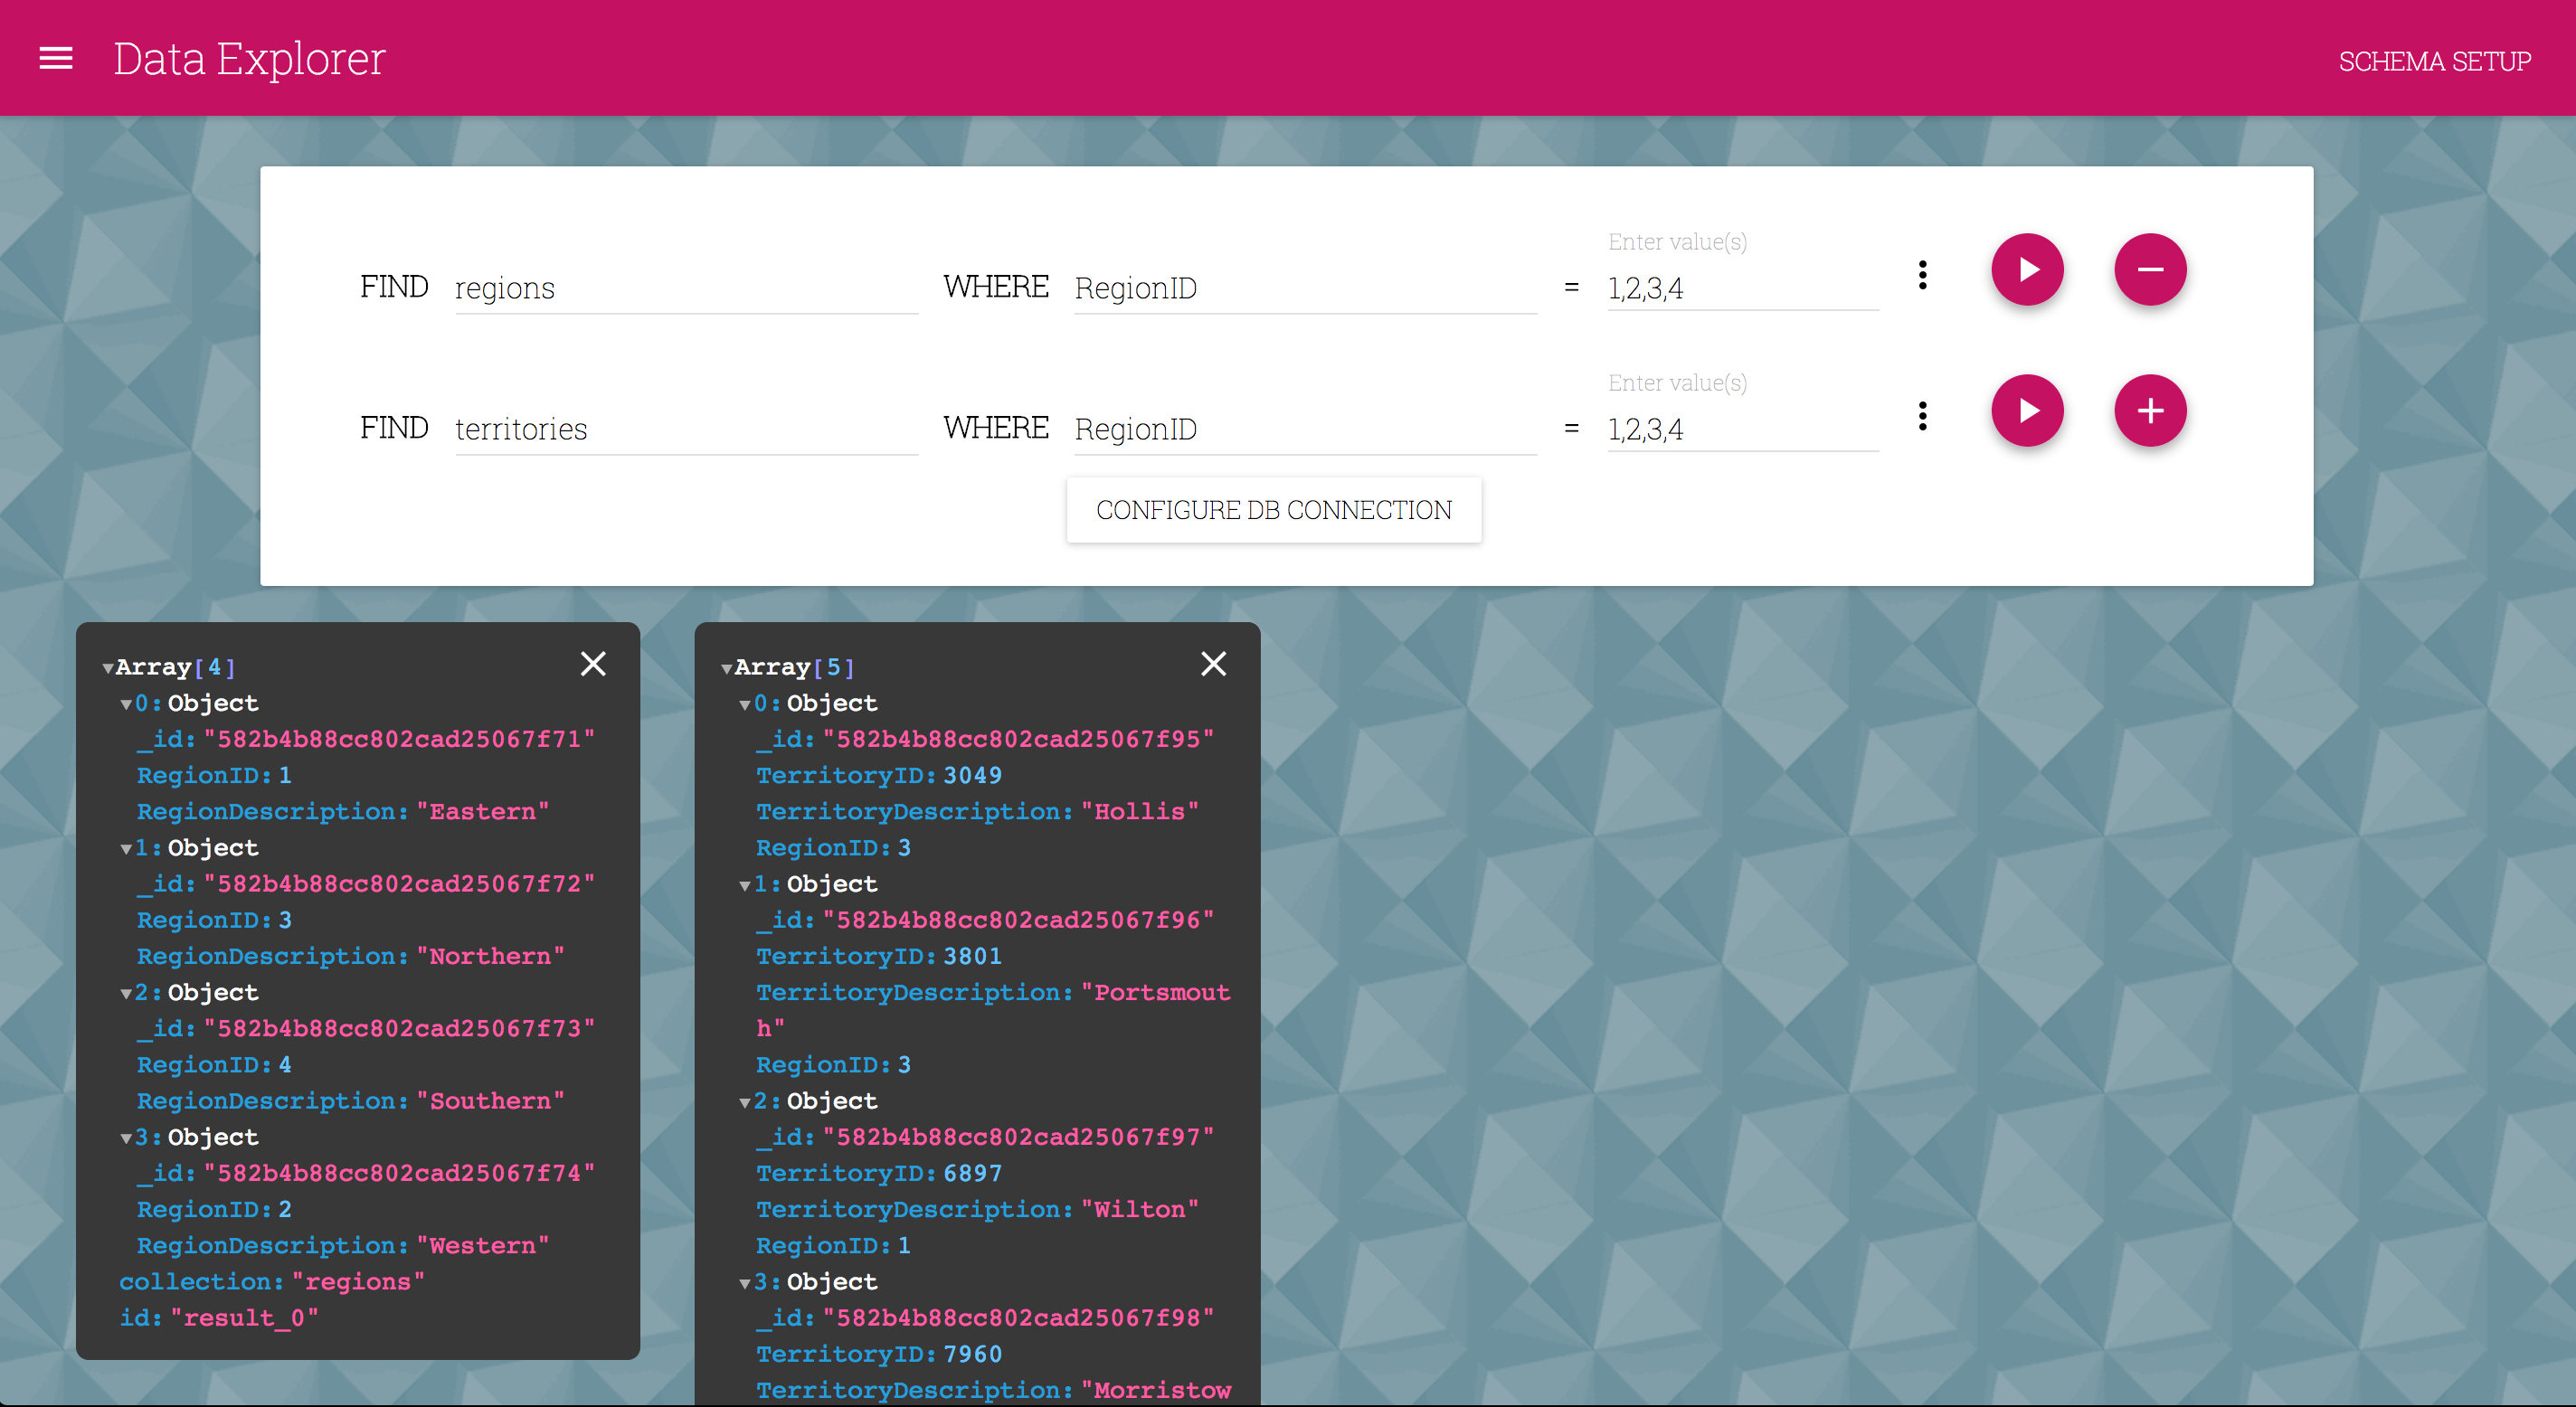 Data Explorer
SCHEMA SETUP
Enter value(s)
FIND regions WHERE RegionID = 1,2,3,4
Enter value(s)
FIND territories WHERE RegionID = 1,2,3,4
CONFIGURE DB CONNECTION
Array[4]
0:Object
_id:"582b4b88cc802cad25067f71"
RegionID:1
RegionDescription:"Eastern"
1:Object
_id:"582b4b88cc802cad25067f72"
RegionID:3
RegionDescription:"Northern"
2:Object
_id:"582b4b88cc802cad25067f73"
RegionID:4
RegionDescription:"Southern"
3:Object
_id:"582b4b88cc802cad25067f74"
RegionID:2
RegionDescription:"Western"
collection:"regions"
id:"result_0"
Array[5]
0:Object
_id:"582b4b88cc802cad25067f95"
TerritoryID:3049
TerritoryDescription:"Hollis"
RegionID:3
1:Object
_id:"582b4b88cc802cad25067f96"
TerritoryID:3801
TerritoryDescription:"Portsmout
h"
RegionID:3
2:Object
_id:"582b4b88cc802cad25067f97"
TerritoryID:6897
TerritoryDescription:"Wilton"
RegionID:1
3:Object
_id:"582b4b88cc802cad25067f98"
TerritoryID:7960
TerritoryDescription:"Morristow